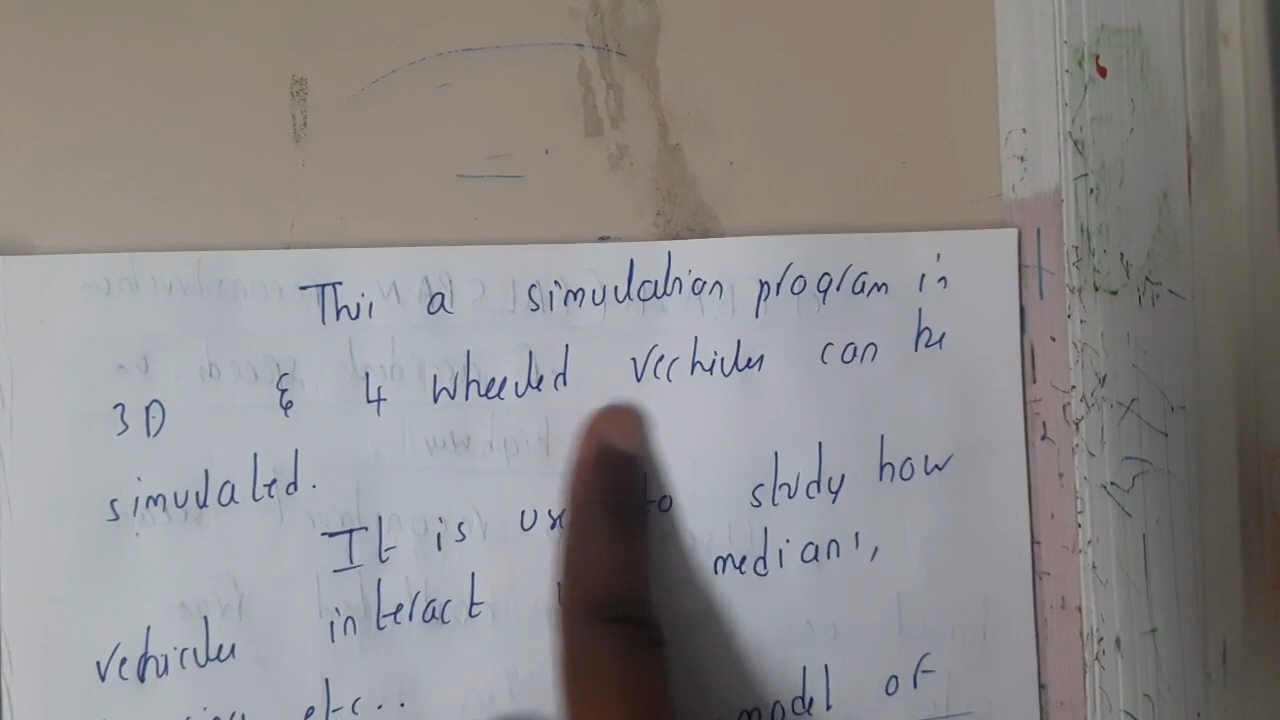 This a simulation program in
3D & 4 wheeled vechicles can be
simulated.
It is to study how
vehicles interact medians,
etc.. model of